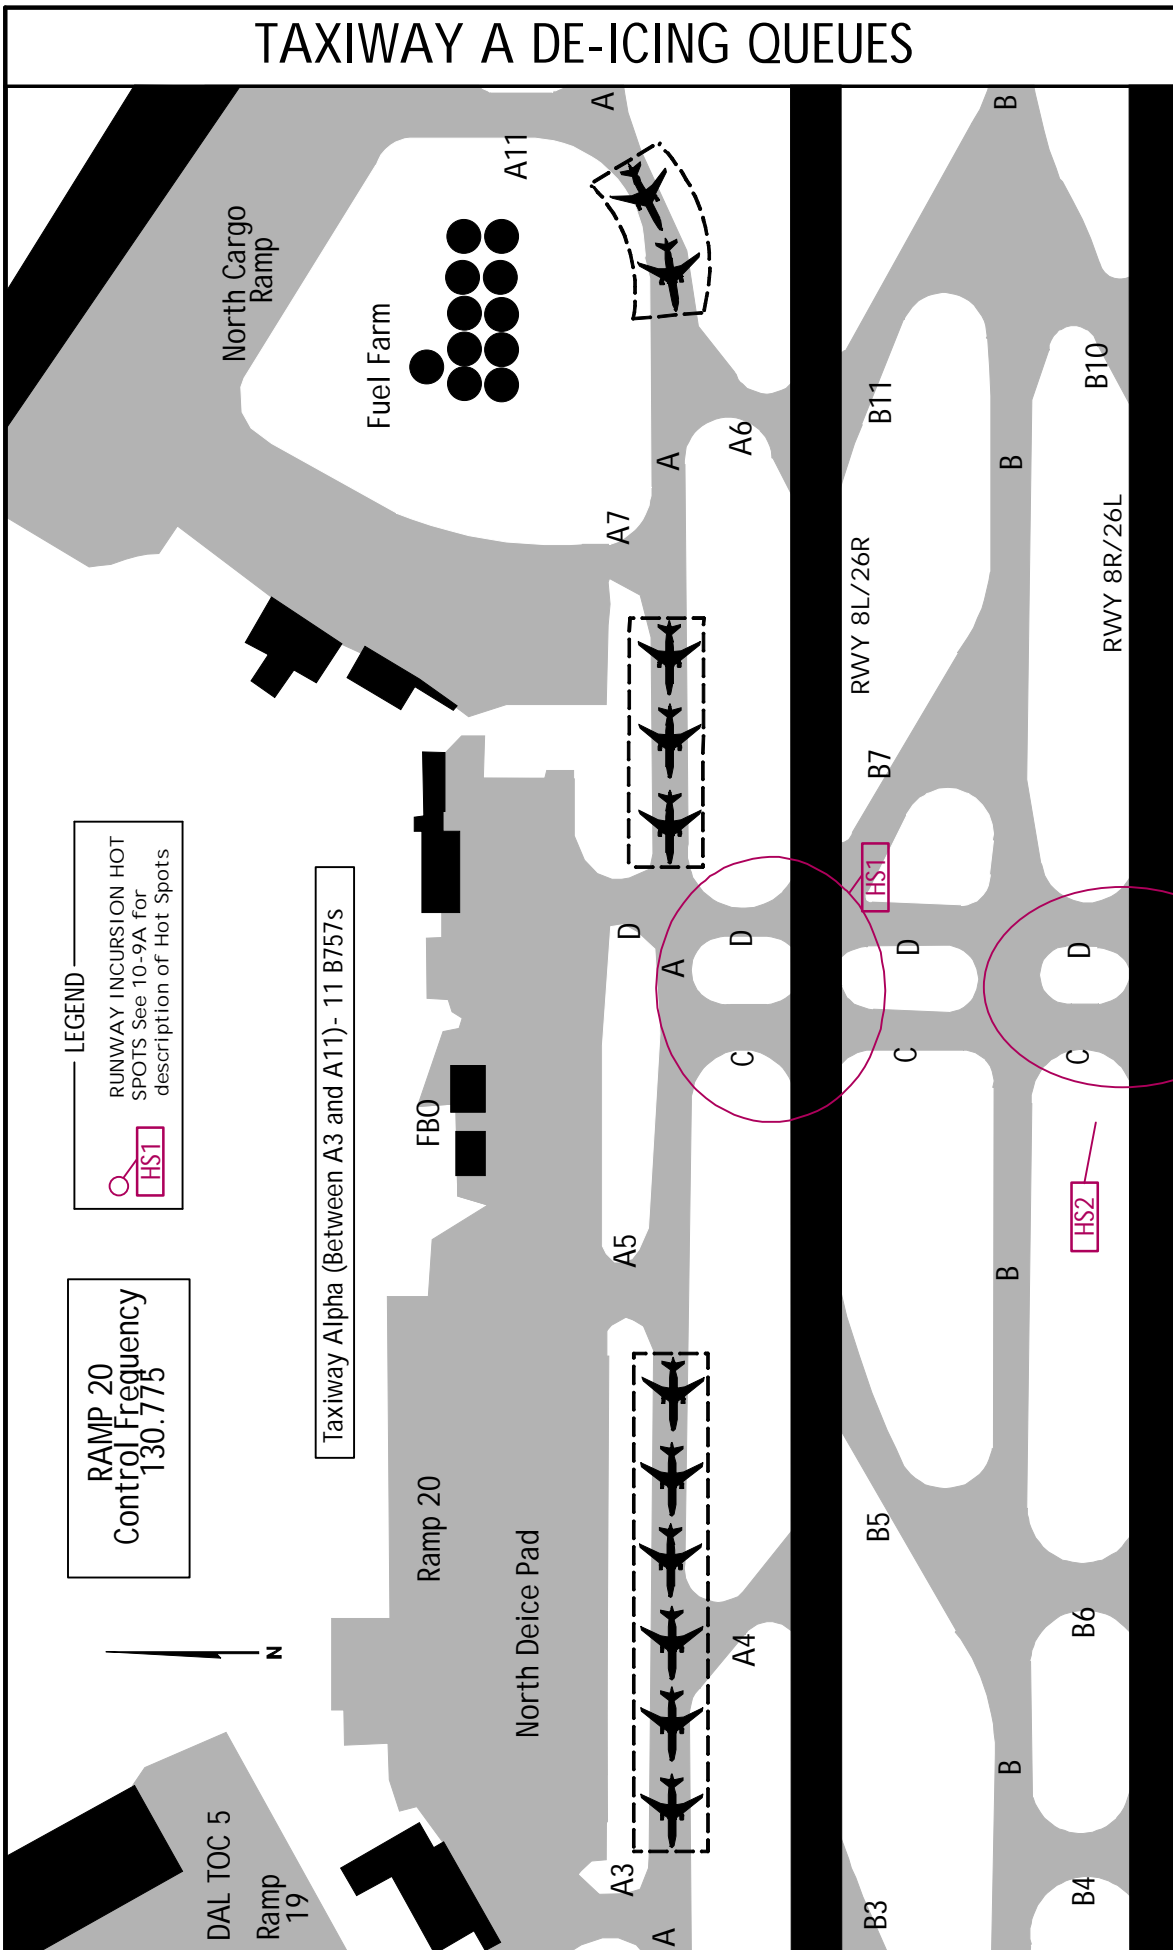 TAXIWAY A DE-ICING QUEUES
A
B
A11
North Cargo
Ramp
Fuel Farm
B10
B11
A6
A
B
A7
RWY 8L/26R
RWY 8R/26L
B7
HS1
LEGEND
RUNWAY INCURSION HOT
SPOTS See 10-9A for
description of Hot Spots
HS1
Taxiway Alpha (Between A3 and A11)- 11 B757s
D
D
D
D
A
C
C
C
FBO
HS2
A5
B
RAMP 20
Control Frequency
130.775
Ramp 20
North Deice Pad
B5
B6
A4
N
B
DAL TOC 5
Ramp
19
A3
A
B3
B4